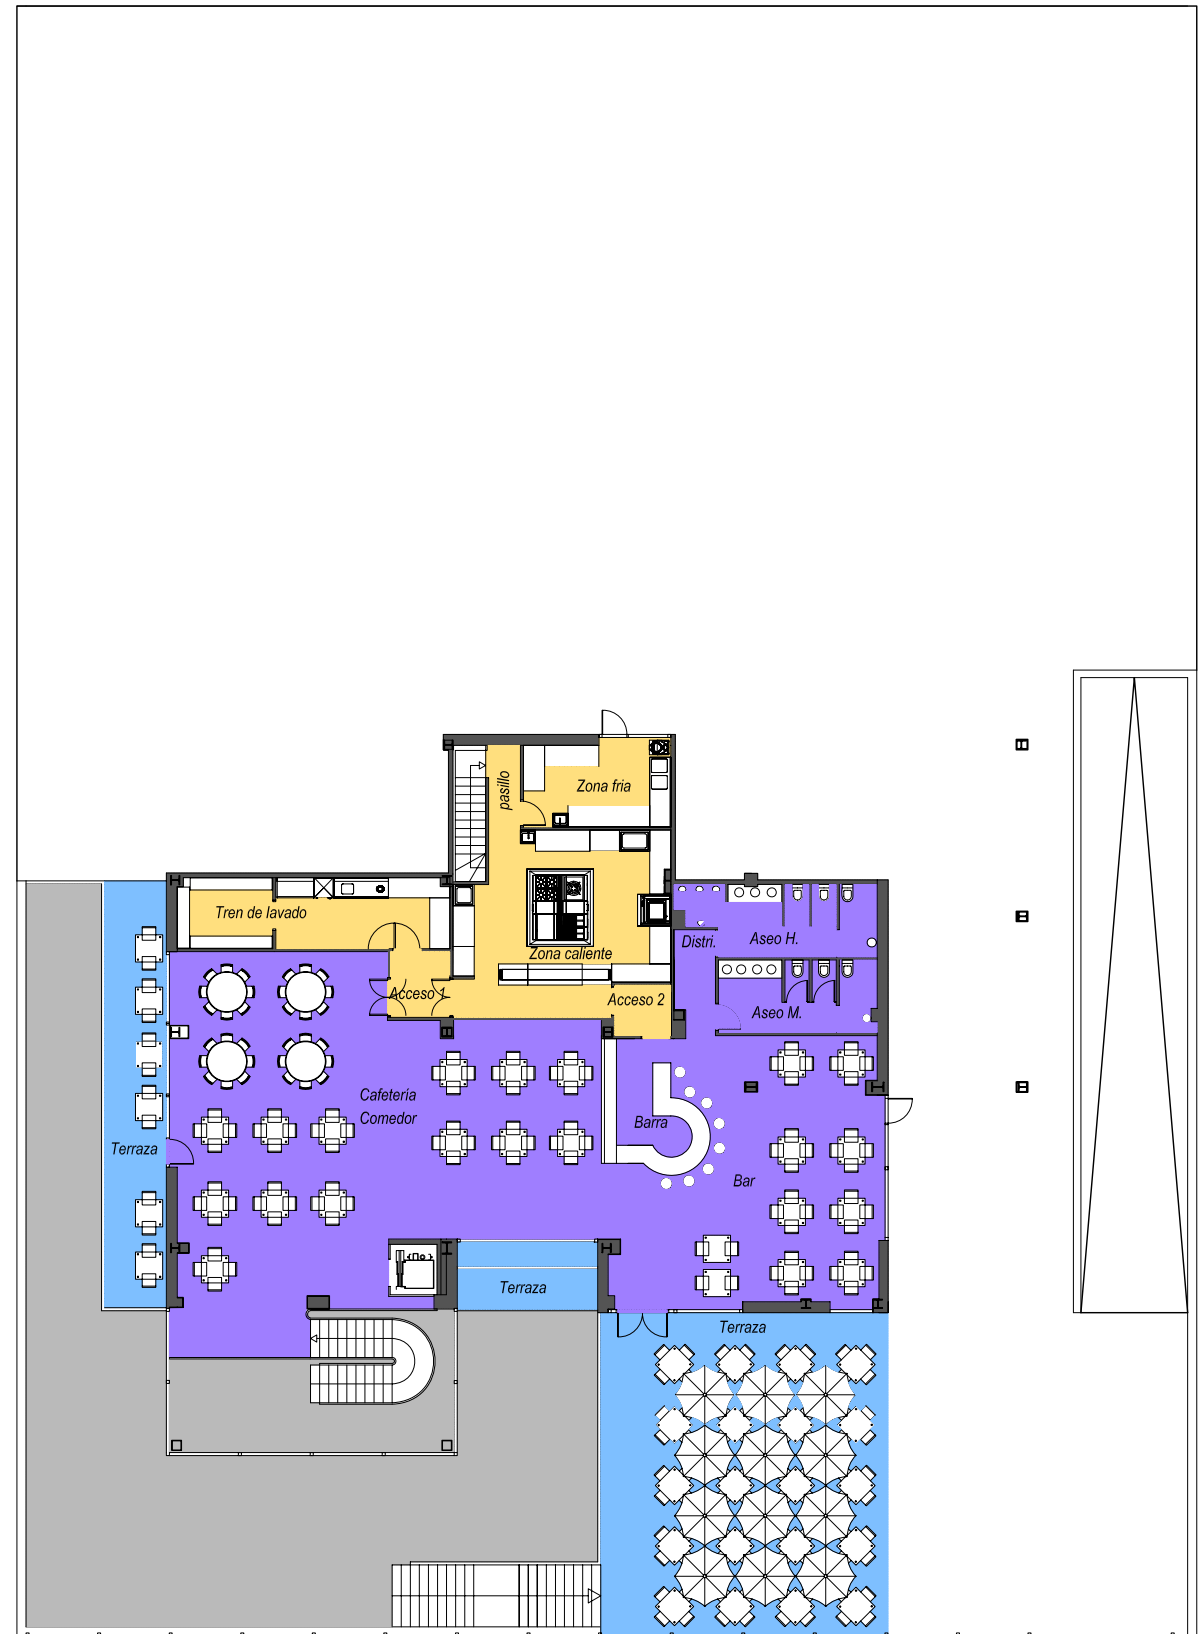 pasillo
Zona fria
Tren de lavado
Zona caliente
Distri.
Aseo H.
Acceso 1
Acceso 2
Aseo M.
Cafetería
Comedor
Barra
Terraza
Bar
Terraza
Terraza